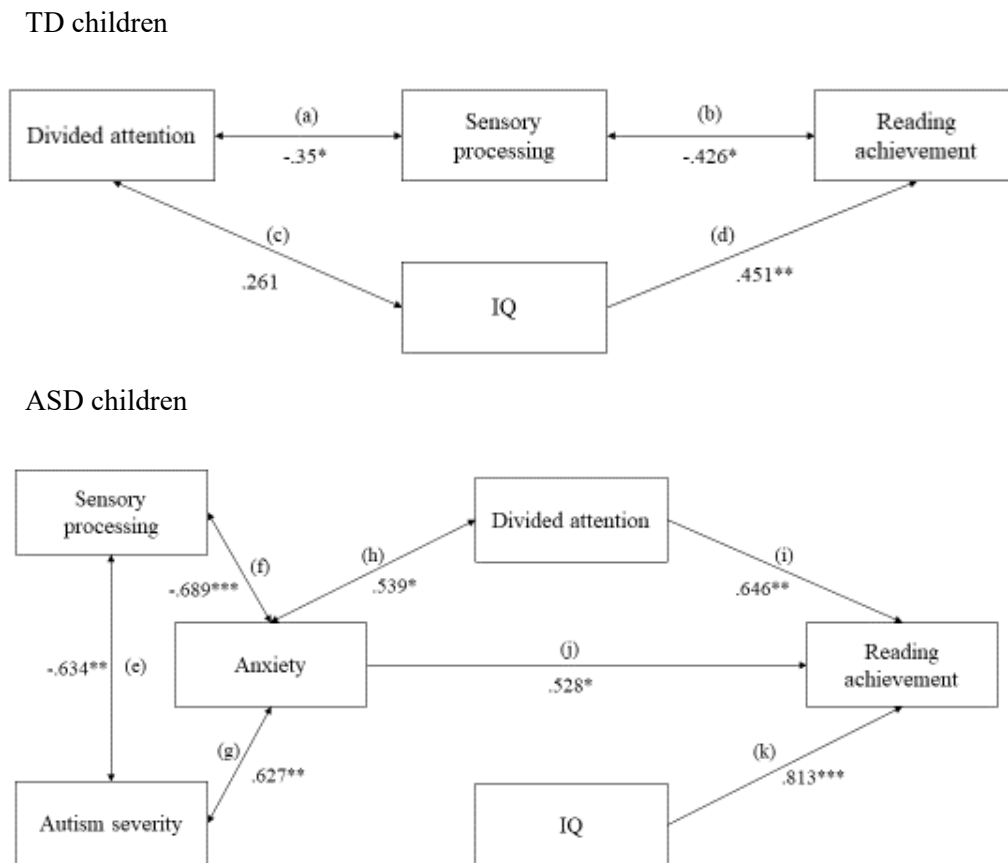 TD children
Divided attention
(a)
-.35*
Sensory
processing
(b)
-.426*
Reading
achievement
(c)
.261
IQ
(d)
.451**
ASD children
Sensory
processing
(f)
-.689***
(h)
.539*
Divided attention
(i)
.646**
-.634**
(e)
Anxiety
(j)
.528*
Reading
achievement
(g)
.627**
(k)
.813***
Autism severity
IQ